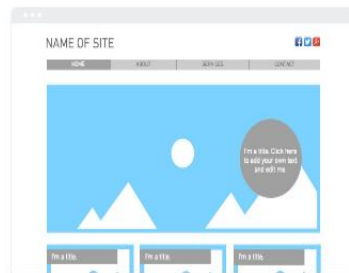 NAME OF SITE
HOME ABOUT SERVICES CONTACT
I'm a title. Click here
to add your own text
and edit me
I'm a title. I'm a title. I'm a title.